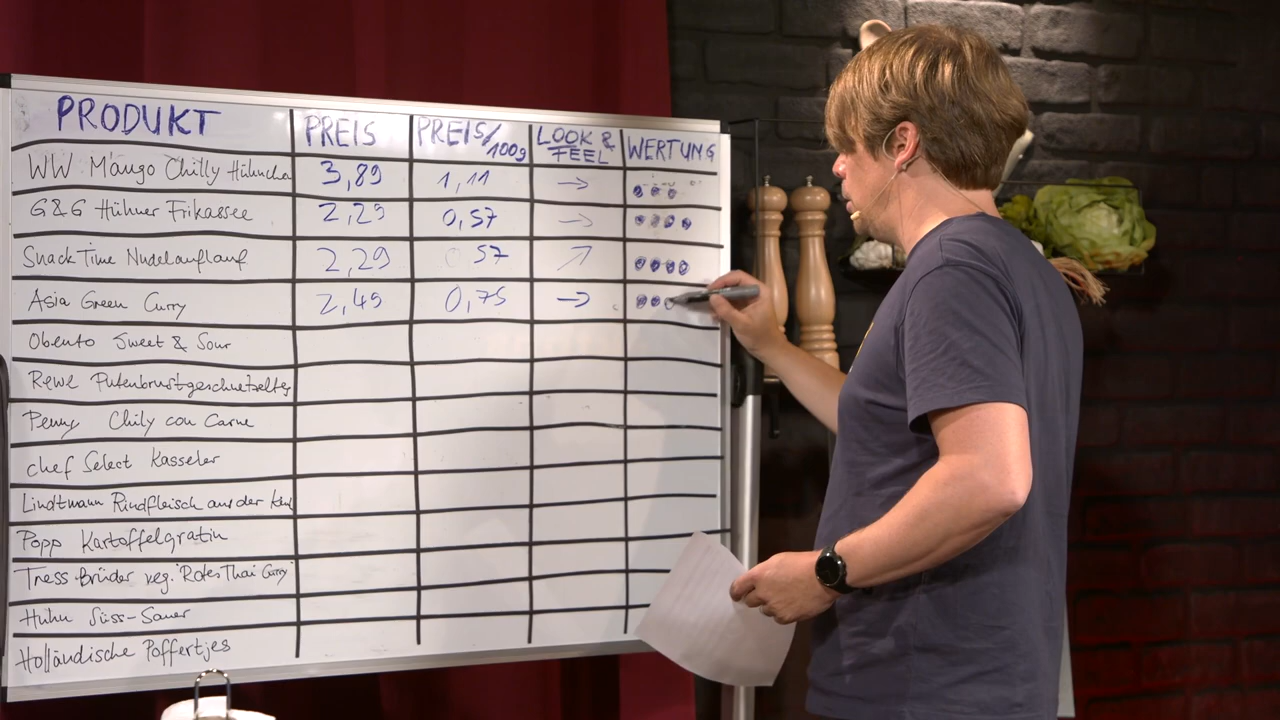 PRODUKT PREIS PREIS/100g LOOK & FEEL WERTUNG
WW Mango Chilly Hühnche 3,89 1,11 →
G&G Hühner Frikassee 2,29 0,57 →
Snack Time Nudelauflauf 2,29 57 ↗
Asia Green Curry 2,49 0,75 →
Obento Sweet & Sour
Rewe Putenbrustgeschnetzeltes
Penny Chily con Carne
chef Select Kasseler
Lindtmann Rindfleisch aus der
Popp Kartoffelgratin
Tress-Brüder veg. Rotes Thai Curry
Huhn Süss-Sauer
Holländische Poffertjes